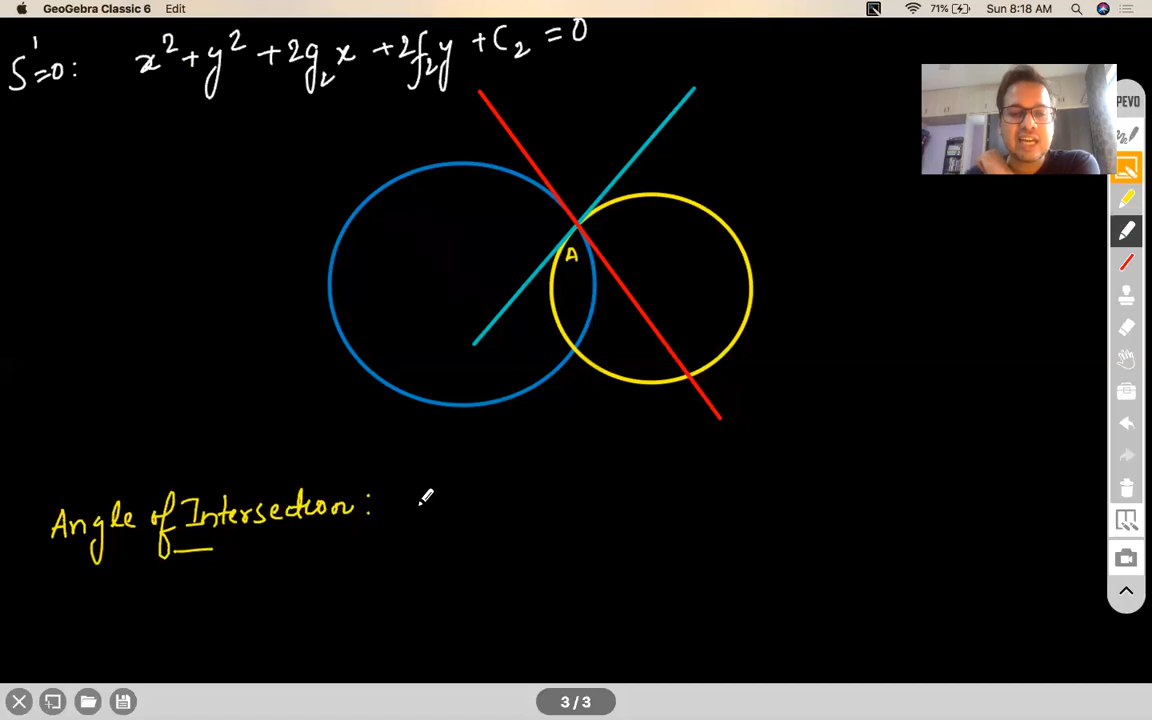 GeoGebra Classic 6 Edit 71% Sun 8:18 AM
S'=0: x² + y² + 2g₂x + 2f₂y + C₂ = 0
IPEVO
A
Angle of Intersection:
3 / 3